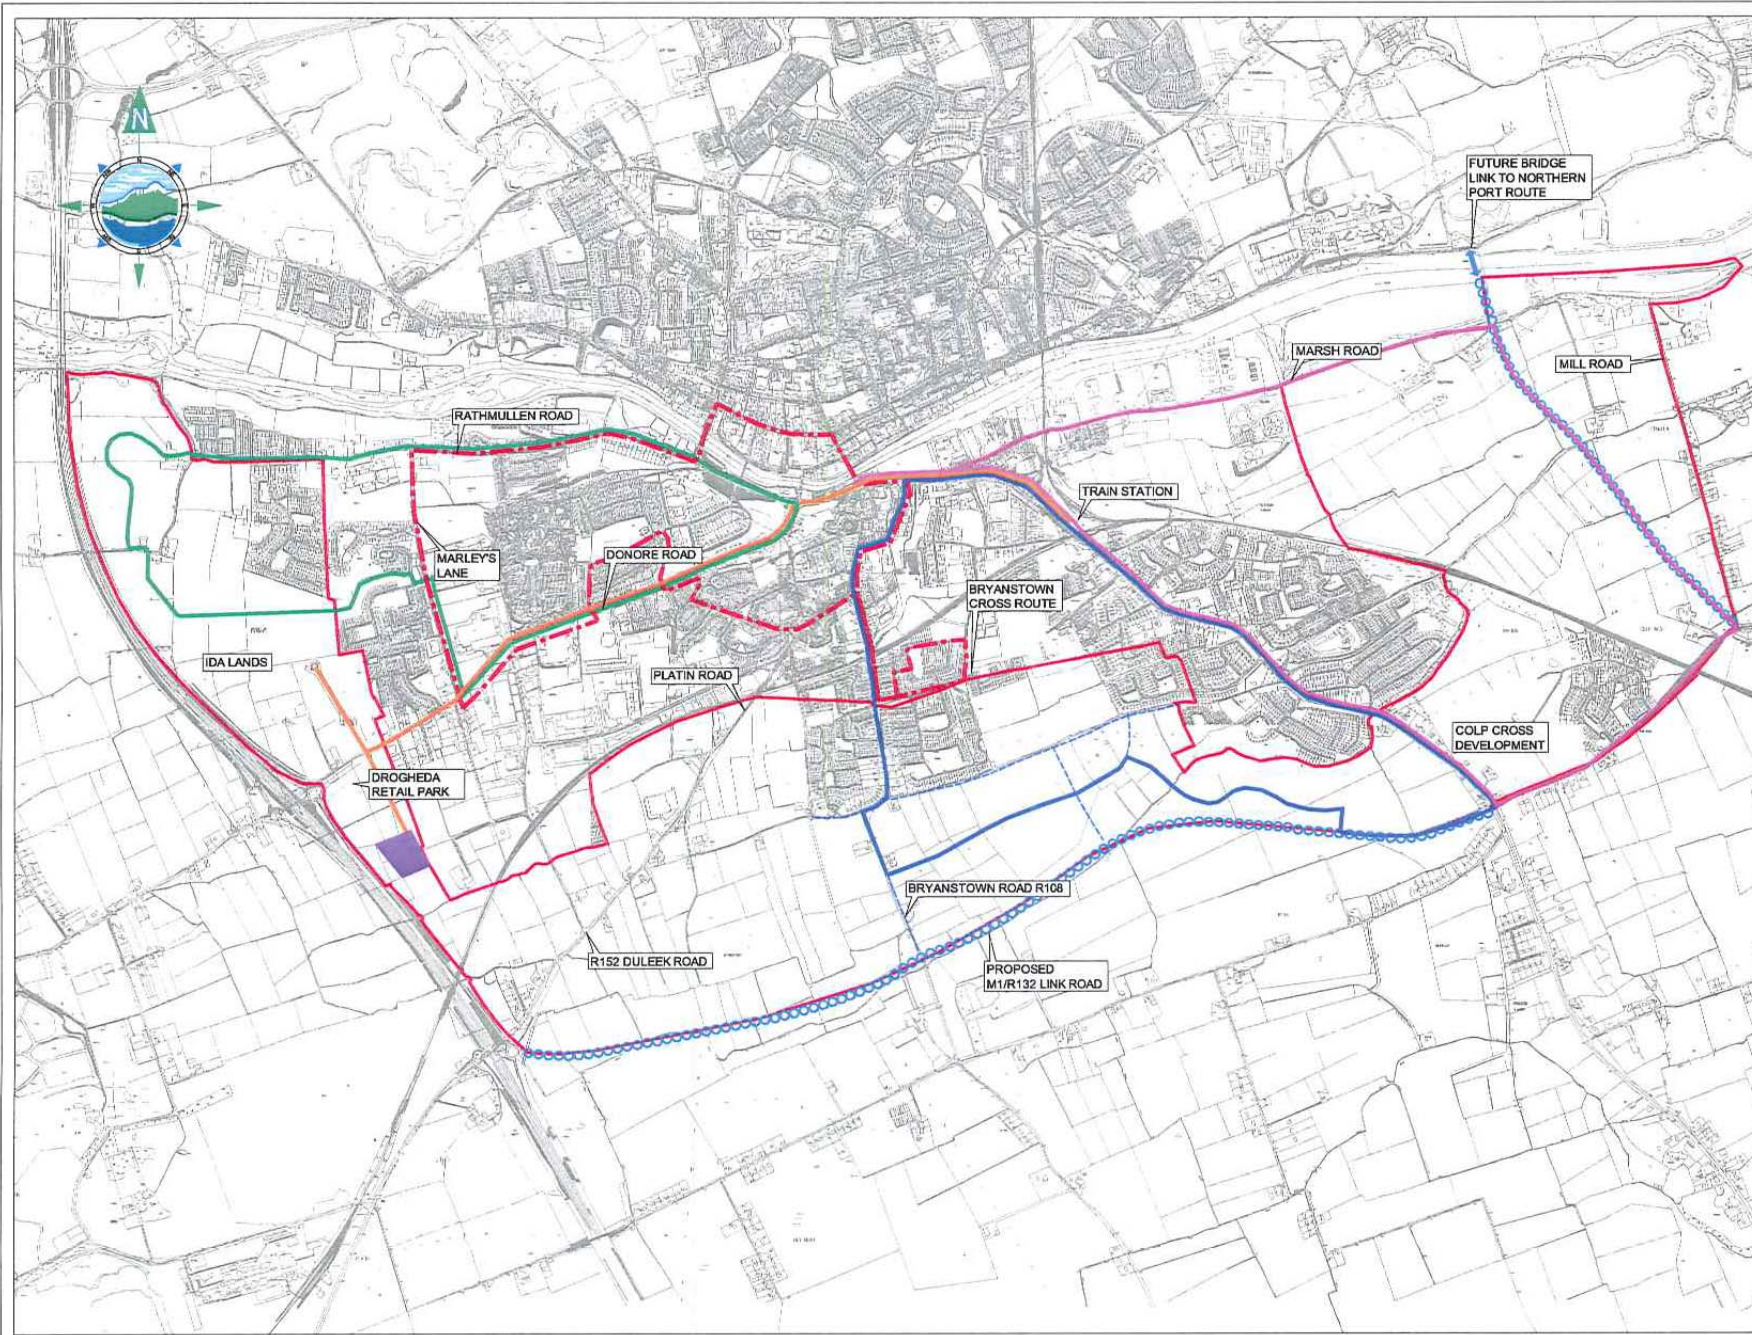 N
FUTURE BRIDGE
LINK TO NORTHERN
PORT ROUTE
MARSH ROAD
MILL ROAD
RATHMULLEN ROAD
TRAIN STATION
MARLEY'S
LANE
DONORE ROAD
BRYANSTOWN
CROSS ROUTE
IDA LANDS
PLATIN ROAD
COLP CROSS
DEVELOPMENT
DROGHEDA
RETAIL PARK
BRYANSTOWN ROAD R108
R152 DULEEK ROAD
PROPOSED
M1/R132 LINK ROAD